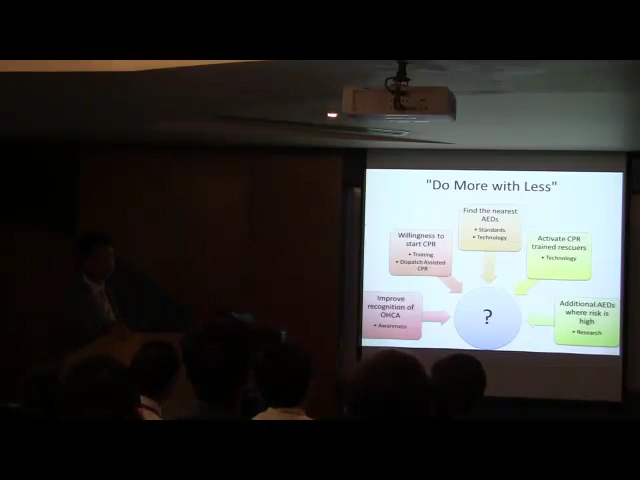 "Do More with Less"
Find the nearest
AEDs
• Standards
• Technology
Willingness to
start CPR
• Training
• Dispatch Assisted
CPR
Activate CPR
trained rescuers
• Technology
Improve
recognition of
OHCA
• Awareness
?
Additional AEDs
where risk is
high
• Research